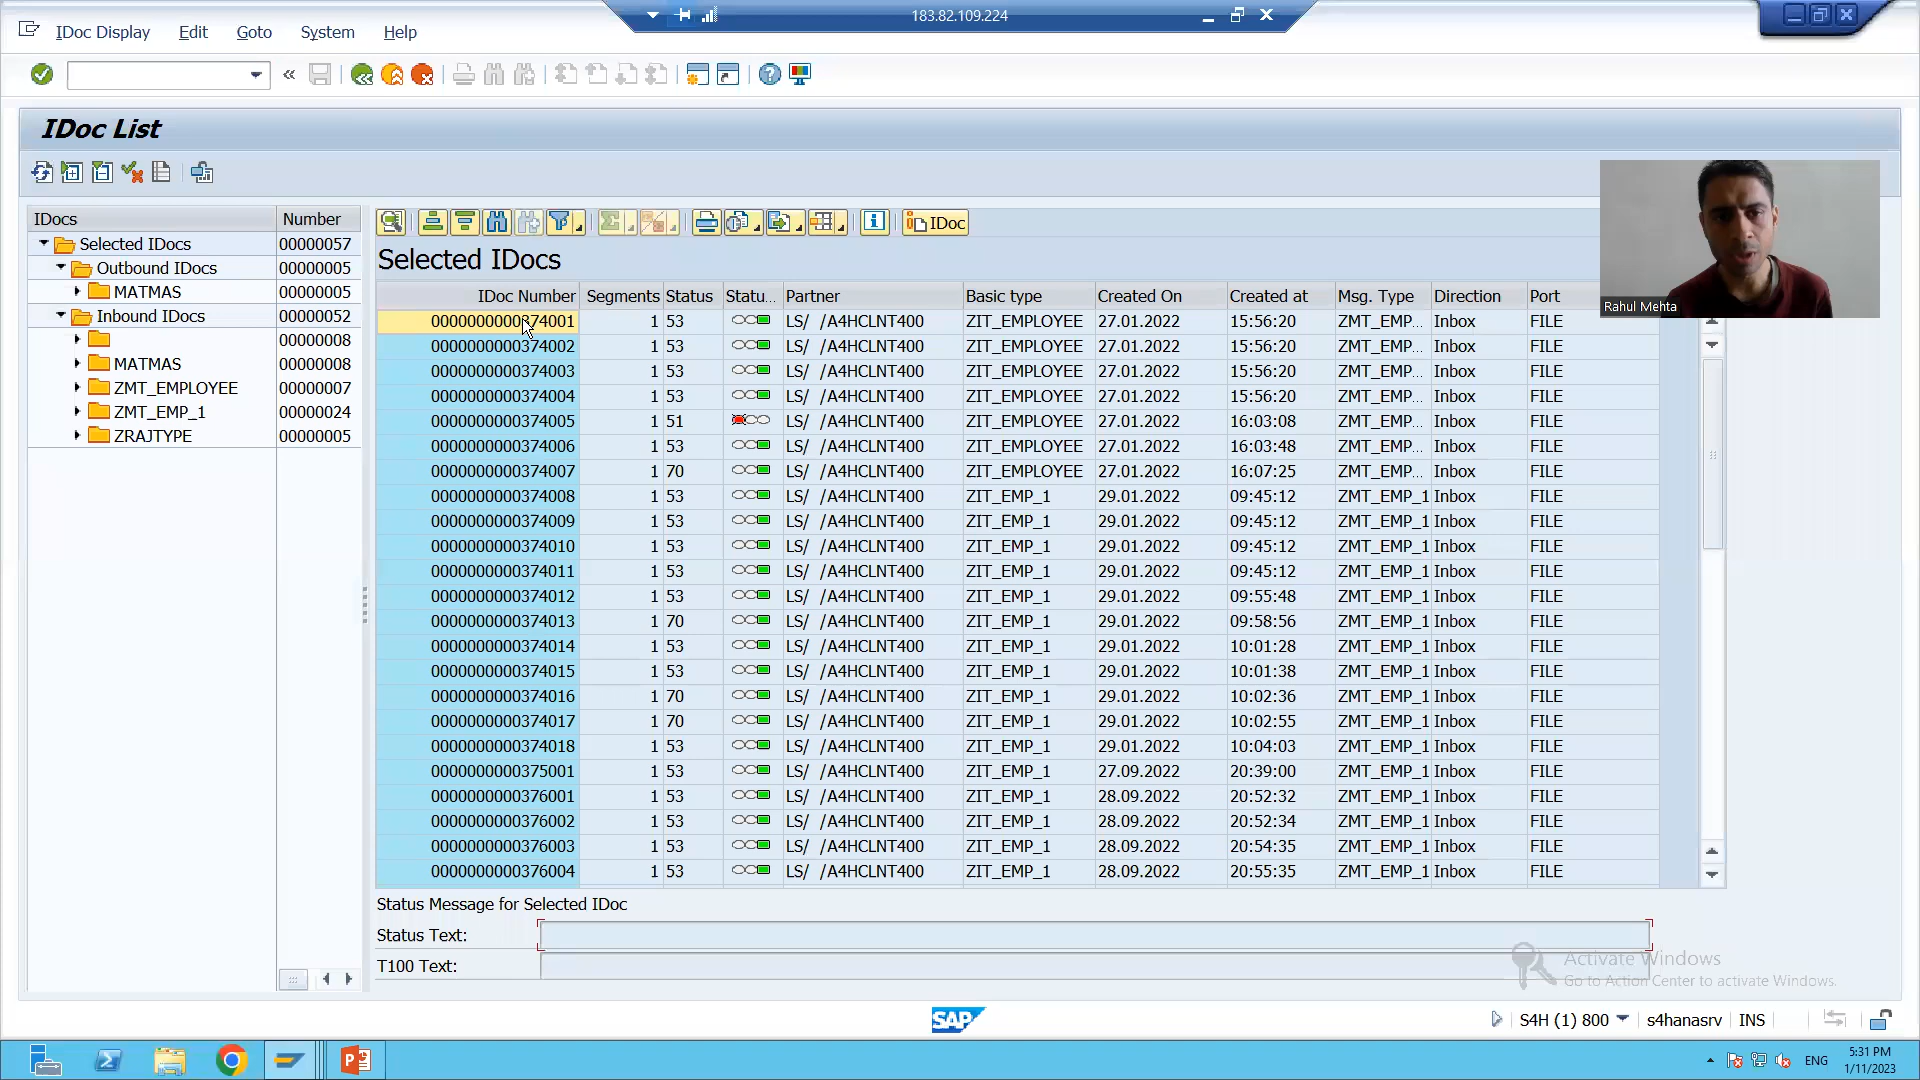 183.82.109.224
IDoc Display Edit Goto System Help
IDoc List
IDocs Number
Selected IDocs 00000057
Outbound IDocs 00000005
MATMAS 00000005
Inbound IDocs 00000052
00000008
MATMAS 00000008
ZMT_EMPLOYEE 00000007
ZMT_EMP_1 00000024
ZRAJTYPE 00000005
IDoc
Selected IDocs
IDoc Number Segments Status Statu... Partner Basic type Created On Created at Msg. Type Direction Port
0000000000374001 1 53 LS/ /A4HCLNT400 ZIT_EMPLOYEE 27.01.2022 15:56:20 ZMT_EMP... Inbox FILE
0000000000374002 1 53 LS/ /A4HCLNT400 ZIT_EMPLOYEE 27.01.2022 15:56:20 ZMT_EMP... Inbox FILE
0000000000374003 1 53 LS/ /A4HCLNT400 ZIT_EMPLOYEE 27.01.2022 15:56:20 ZMT_EMP... Inbox FILE
0000000000374004 1 53 LS/ /A4HCLNT400 ZIT_EMPLOYEE 27.01.2022 15:56:20 ZMT_EMP... Inbox FILE
0000000000374005 1 51 LS/ /A4HCLNT400 ZIT_EMPLOYEE 27.01.2022 16:03:08 ZMT_EMP... Inbox FILE
0000000000374006 1 53 LS/ /A4HCLNT400 ZIT_EMPLOYEE 27.01.2022 16:03:48 ZMT_EMP... Inbox FILE
0000000000374007 1 70 LS/ /A4HCLNT400 ZIT_EMPLOYEE 27.01.2022 16:07:25 ZMT_EMP... Inbox FILE
0000000000374008 1 53 LS/ /A4HCLNT400 ZIT_EMP_1 29.01.2022 09:45:12 ZMT_EMP_1 Inbox FILE
0000000000374009 1 53 LS/ /A4HCLNT400 ZIT_EMP_1 29.01.2022 09:45:12 ZMT_EMP_1 Inbox FILE
0000000000374010 1 53 LS/ /A4HCLNT400 ZIT_EMP_1 29.01.2022 09:45:12 ZMT_EMP_1 Inbox FILE
0000000000374011 1 53 LS/ /A4HCLNT400 ZIT_EMP_1 29.01.2022 09:45:12 ZMT_EMP_1 Inbox FILE
0000000000374012 1 53 LS/ /A4HCLNT400 ZIT_EMP_1 29.01.2022 09:55:48 ZMT_EMP_1 Inbox FILE
0000000000374013 1 70 LS/ /A4HCLNT400 ZIT_EMP_1 29.01.2022 09:58:56 ZMT_EMP_1 Inbox FILE
0000000000374014 1 53 LS/ /A4HCLNT400 ZIT_EMP_1 29.01.2022 10:01:28 ZMT_EMP_1 Inbox FILE
0000000000374015 1 53 LS/ /A4HCLNT400 ZIT_EMP_1 29.01.2022 10:01:38 ZMT_EMP_1 Inbox FILE
0000000000374016 1 70 LS/ /A4HCLNT400 ZIT_EMP_1 29.01.2022 10:02:36 ZMT_EMP_1 Inbox FILE
0000000000374017 1 70 LS/ /A4HCLNT400 ZIT_EMP_1 29.01.2022 10:02:55 ZMT_EMP_1 Inbox FILE
0000000000374018 1 53 LS/ /A4HCLNT400 ZIT_EMP_1 29.01.2022 10:04:03 ZMT_EMP_1 Inbox FILE
0000000000375001 1 53 LS/ /A4HCLNT400 ZIT_EMP_1 27.09.2022 20:39:00 ZMT_EMP_1 Inbox FILE
0000000000376001 1 53 LS/ /A4HCLNT400 ZIT_EMP_1 28.09.2022 20:52:32 ZMT_EMP_1 Inbox FILE
0000000000376002 1 53 LS/ /A4HCLNT400 ZIT_EMP_1 28.09.2022 20:52:34 ZMT_EMP_1 Inbox FILE
0000000000376003 1 53 LS/ /A4HCLNT400 ZIT_EMP_1 28.09.2022 20:54:35 ZMT_EMP_1 Inbox FILE
0000000000376004 1 53 LS/ /A4HCLNT400 ZIT_EMP_1 28.09.2022 20:55:35 ZMT_EMP_1 Inbox FILE
Rahul Mehta
Status Message for Selected IDoc
Status Text:
T100 Text:
Activate Windows
Go to Action Center to activate Windows.
SAP
S4H (1) 800 s4hanasrv INS
ENG
5:31 PM
1/11/2023